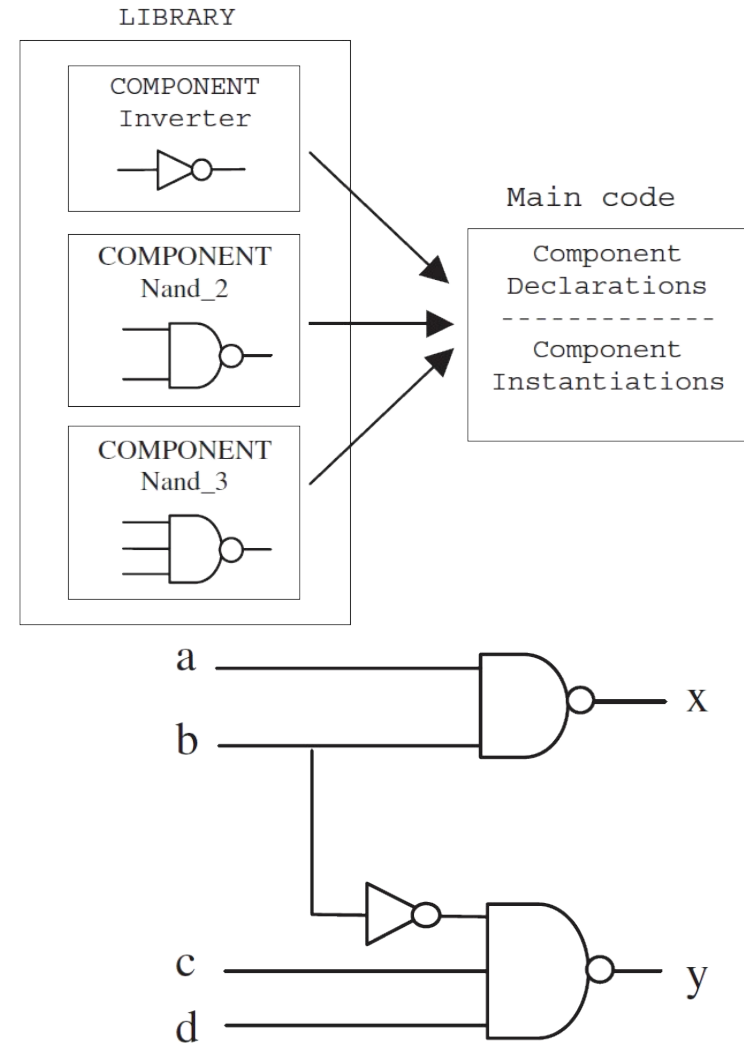 LIBRARY
COMPONENT
Inverter
COMPONENT
Nand_2
COMPONENT
Nand_3
Main code
Component
Declarations
-------------
Component
Instantiations
a
b
x
c
d
y